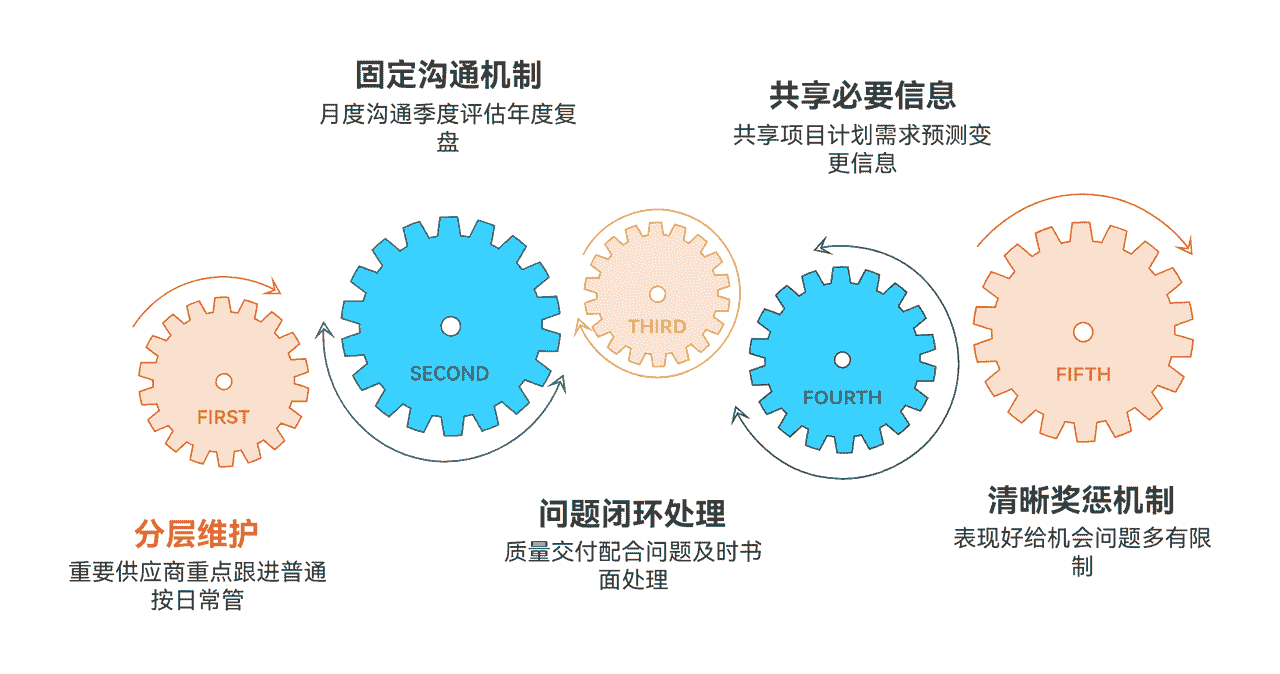 固定沟通机制
月度沟通季度评估年度复
盘
共享必要信息
共享项目计划需求预测变
更信息
FIRST
SECOND
THIRD
FOURTH
FIFTH
分层维护
重要供应商重点跟进普通
按日常管
问题闭环处理
质量交付配合问题及时书
面处理
清晰奖惩机制
表现好给机会问题多有限
制